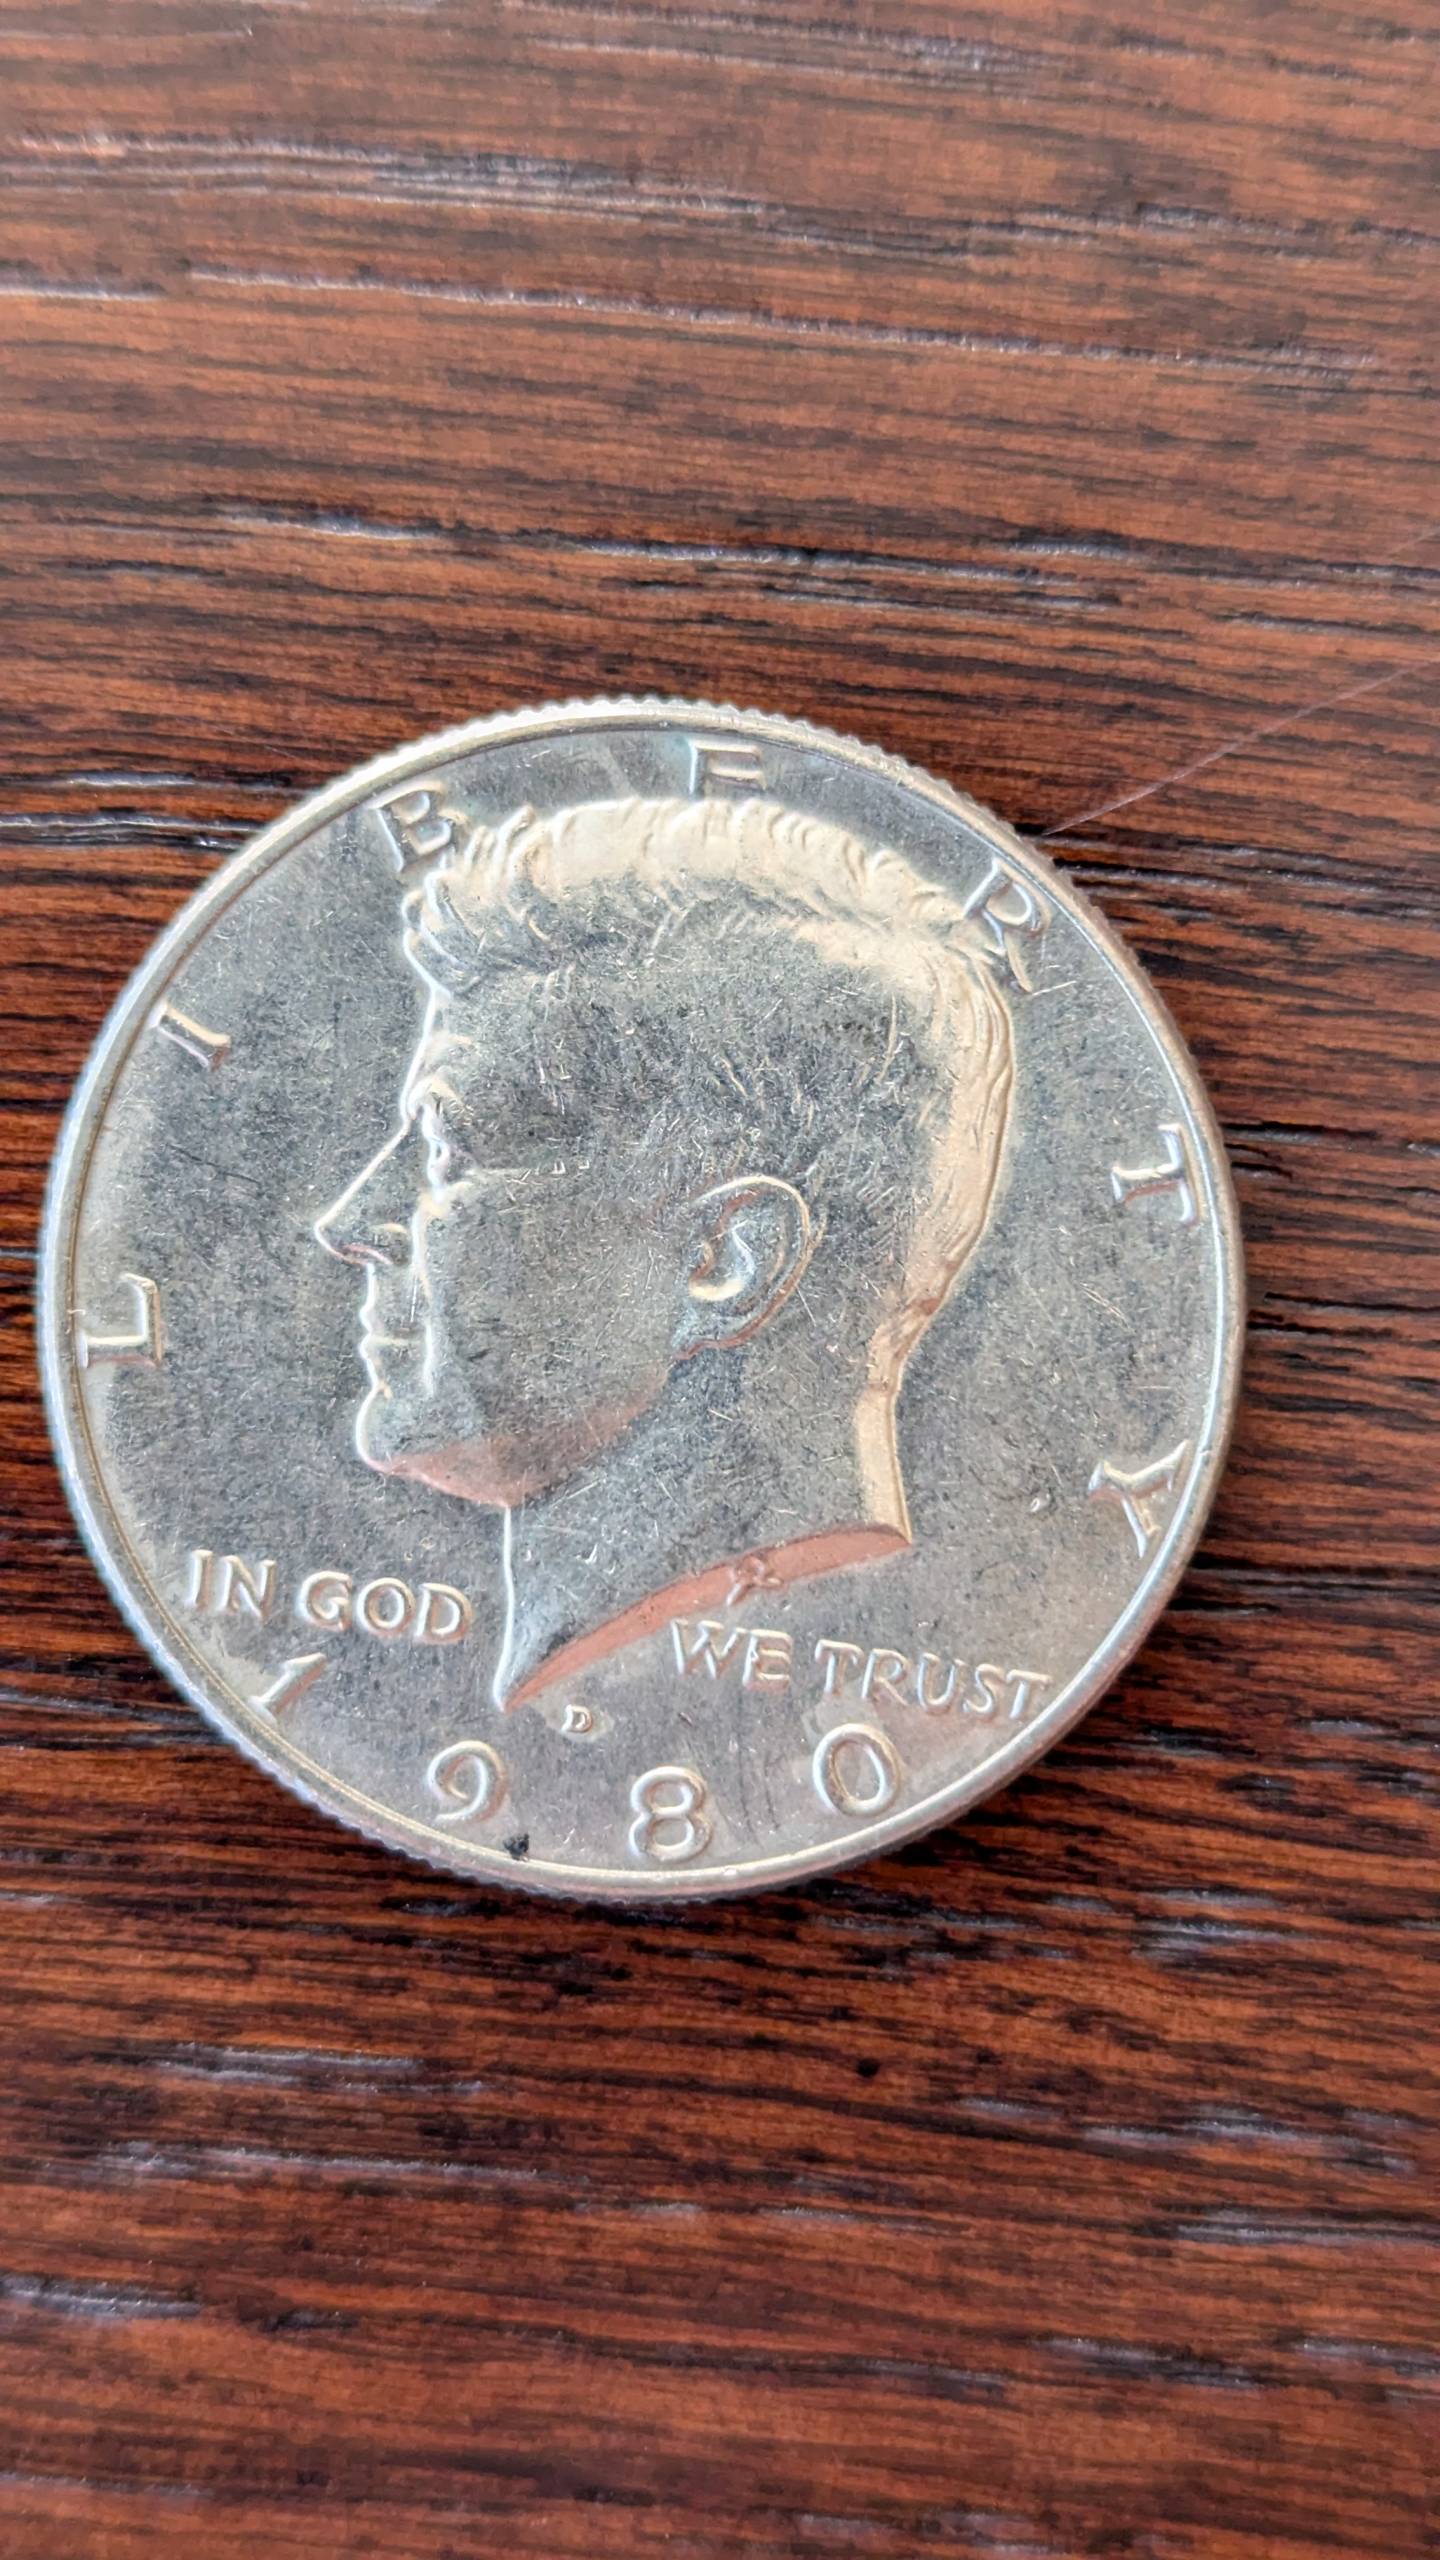 LIBERTY
IN GOD WE TRUST
D
1980